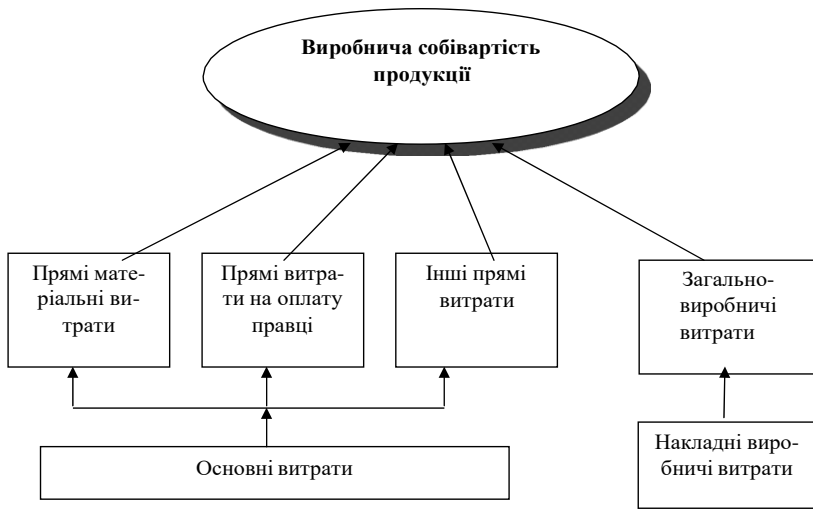 Виробнича собівартість
продукції
Прямі мате-
ріальні ви-
трати
Прямі витра-
ти на оплату
правці
Інші прямі
витрати
Загально-
виробничі
витрати
Основні витрати
Накладні виро-
бничі витрати